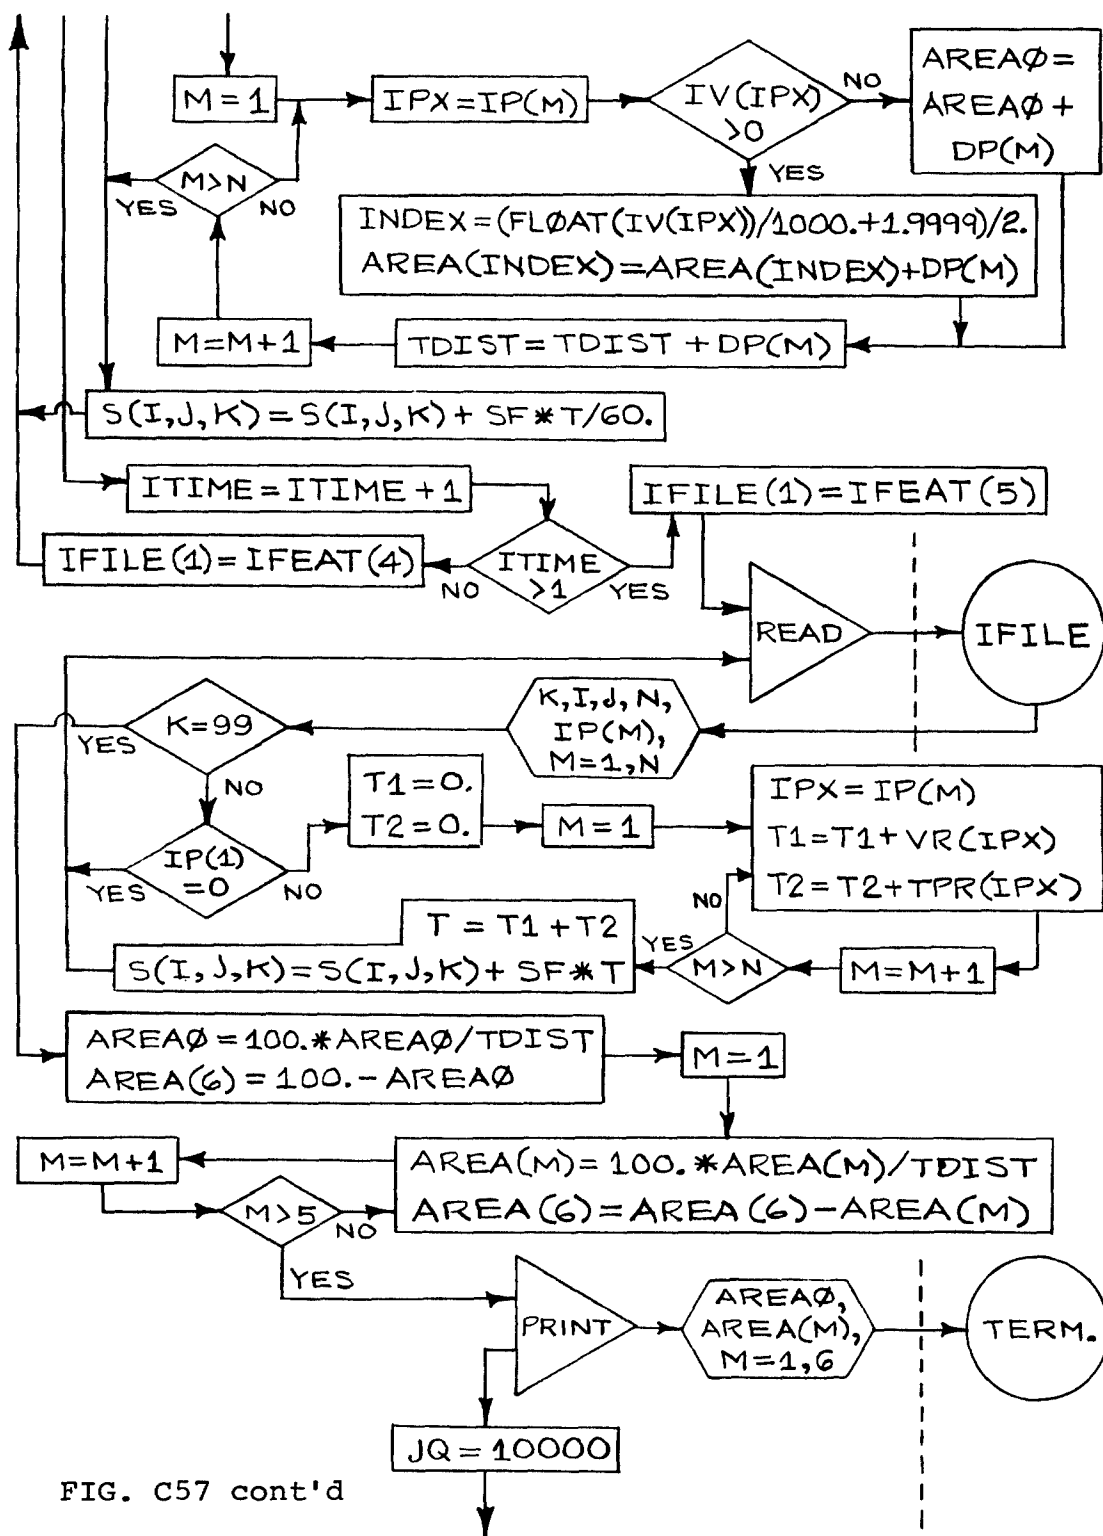 M=1
IPX=IP(M)
IV(IPX)
>0
NO
AREAØ=
AREAØ+
DP(M)
YES
M>N
YES
NO
INDEX=(FLØAT(IV(IPX))/1000.+1.9999)/2.
AREA(INDEX)=AREA(INDEX)+DP(M)
M=M+1
TDIST=TDIST+DP(M)
S(I,J,K)=S(I,J,K)+SF*T/60.
ITIME=ITIME+1
IFILE(1)=IFEAT(5)
IFILE(1)=IFEAT(4)
NO
ITIME
>1
YES
READ
IFILE
K=99
YES
NO
K,I,J,N,
IP(M),
M=1,N
T1=0.
T2=0.
M=1
IPX=IP(M)
T1=T1+VR(IPX)
T2=T2+TPR(IPX)
IP(1)
=0
YES
NO
NO
T=T1+T2
S(I,J,K)=S(I,J,K)+SF*T
YES
M>N
M=M+1
AREAØ=100.*AREAØ/TDIST
AREA(6)=100.-AREAØ
M=1
M=M+1
AREA(M)=100.*AREA(M)/TDIST
AREA(6)=AREA(6)-AREA(M)
M>5
NO
YES
PRINT
AREAØ,
AREA(M),
M=1,6
TERM.
JQ=10000
FIG. C57 cont'd